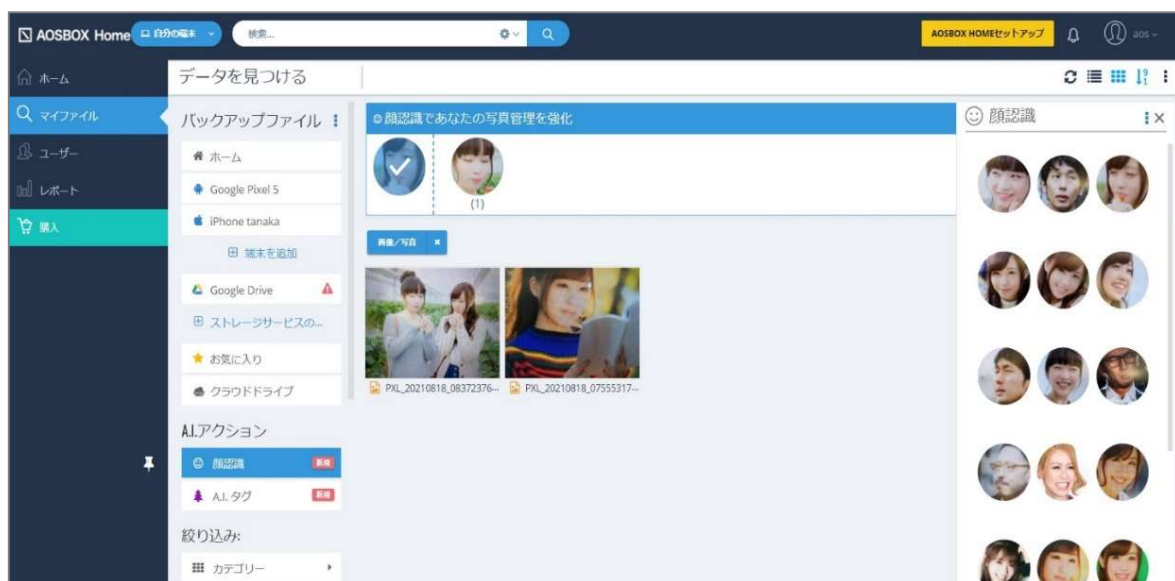 AOSBOX Home
自分の端末
検索...
AOSBOX HOMEセットアップ
aos
ホーム
マイファイル
ユーザー
レポート
購入
データを見つける
バックアップファイル
ホーム
Google Pixel 5
iPhone tanaka
端末を追加
Google Drive
ストレージサービスの...
お気に入り
クラウドドライブ
A.I.アクション
顔認識
新規
A.I. タグ
新規
絞り込み:
カテゴリー
☺顔認識であなたの写真管理を強化
(1)
画像/写真
PXL_20210818_08372376...
PXL_20210818_07555317...
顔認識